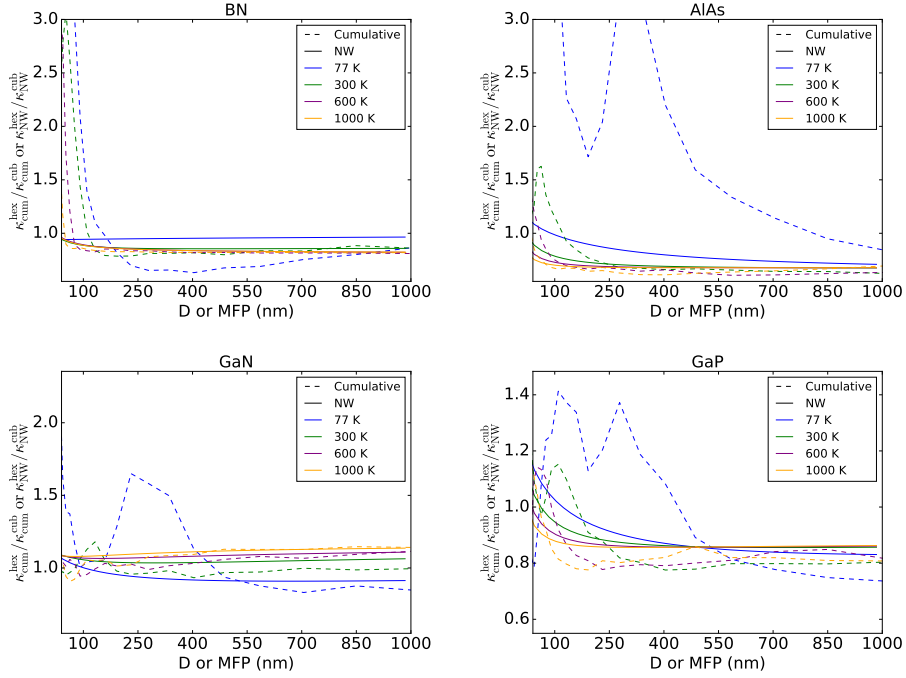 BN
3.0
2.5
2.0
1.5
1.0
κ_cum^hex/κ_cum^cub or κ_NW^hex/κ_NW^cub
Cumulative
NW
77 K
300 K
600 K
1000 K
100 250 400 550 700 850 1000
D or MFP (nm)
AlAs
3.0
2.5
2.0
1.5
1.0
κ_cum^hex/κ_cum^cub or κ_NW^hex/κ_NW^cub
Cumulative
NW
77 K
300 K
600 K
1000 K
100 250 400 550 700 850 1000
D or MFP (nm)
GaN
2.0
1.5
1.0
κ_cum^hex/κ_cum^cub or κ_NW^hex/κ_NW^cub
Cumulative
NW
77 K
300 K
600 K
1000 K
100 250 400 550 700 850 1000
D or MFP (nm)
GaP
1.4
1.2
1.0
0.8
0.6
κ_cum^hex/κ_cum^cub or κ_NW^hex/κ_NW^cub
Cumulative
NW
77 K
300 K
600 K
1000 K
100 250 400 550 700 850 1000
D or MFP (nm)